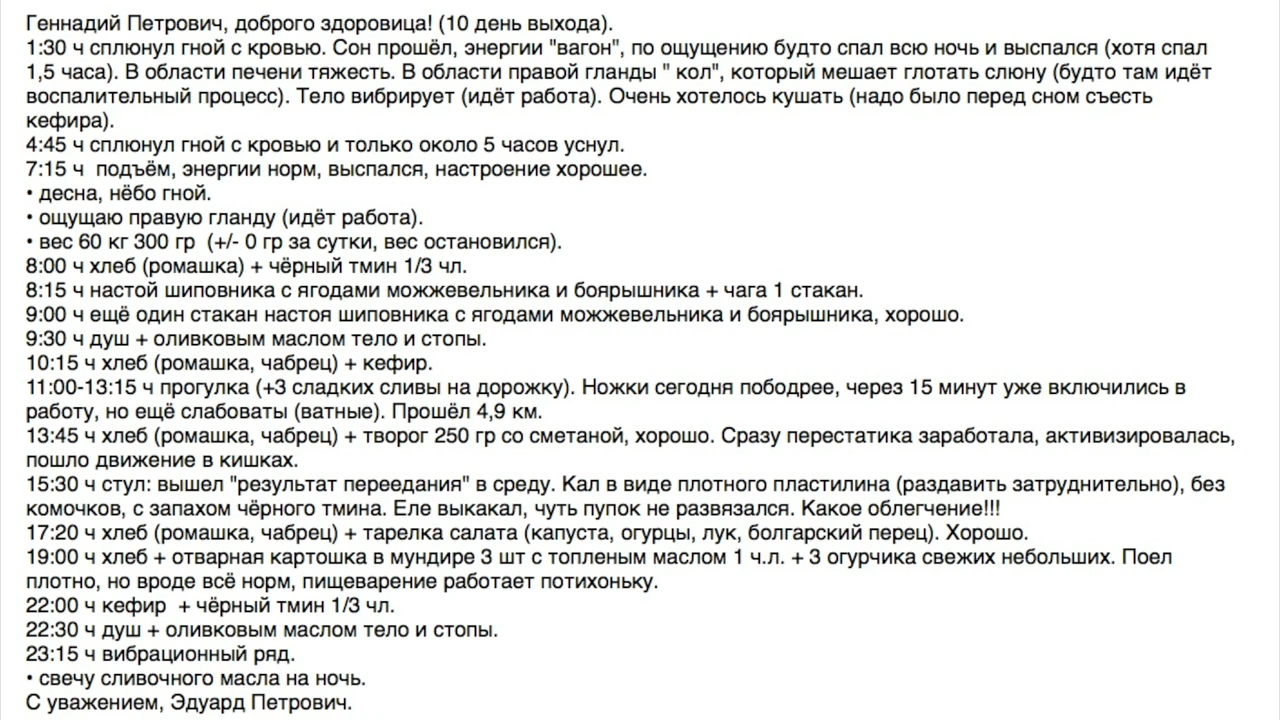 Геннадий Петрович, доброго здоровица! (10 день выхода).
1:30 ч сплюнул гной с кровью. Сон прошёл, энергии "вагон", по ощущению будто спал всю ночь и выспался (хотя спал
1,5 часа). В области печени тяжесть. В области правой гланды " кол", который мешает глотать слюну (будто там идёт
воспалительный процесс). Тело вибрирует (идёт работа). Очень хотелось кушать (надо было перед сном съесть
кефира).
4:45 ч сплюнул гной с кровью и только около 5 часов уснул.
7:15 ч  подъём, энергии норм, выспался, настроение хорошее.
• десна, нёбо гной.
• ощущаю правую гланду (идёт работа).
• вес 60 кг 300 гр  (+/- 0 гр за сутки, вес остановился).
8:00 ч хлеб (ромашка) + чёрный тмин 1/3 чл.
8:15 ч настой шиповника с ягодами можжевельника и боярышника + чага 1 стакан.
9:00 ч ещё один стакан настоя шиповника с ягодами можжевельника и боярышника, хорошо.
9:30 ч душ + оливковым маслом тело и стопы.
10:15 ч хлеб (ромашка, чабрец) + кефир.
11:00-13:15 ч прогулка (+3 сладких сливы на дорожку). Ножки сегодня пободрее, через 15 минут уже включились в
работу, но ещё слабоваты (ватные). Прошёл 4,9 км.
13:45 ч хлеб (ромашка, чабрец) + творог 250 гр со сметаной, хорошо. Сразу перестатика заработала, активизировалась,
пошло движение в кишках.
15:30 ч стул: вышел "результат переедания" в среду. Кал в виде плотного пластилина (раздавить затруднительно), без
комочков, с запахом чёрного тмина. Еле выкакал, чуть пупок не развязался. Какое облегчение!!!
17:20 ч хлеб (ромашка, чабрец) + тарелка салата (капуста, огурцы, лук, болгарский перец). Хорошо.
19:00 ч хлеб + отварная картошка в мундире 3 шт с топленым маслом 1 ч.л. + 3 огурчика свежих небольших. Поел
плотно, но вроде всё норм, пищеварение работает потихоньку.
22:00 ч кефир  + чёрный тмин 1/3 чл.
22:30 ч душ + оливковым маслом тело и стопы.
23:15 ч вибрационный ряд.
• свечу сливочного масла на ночь.
С уважением, Эдуард Петрович.